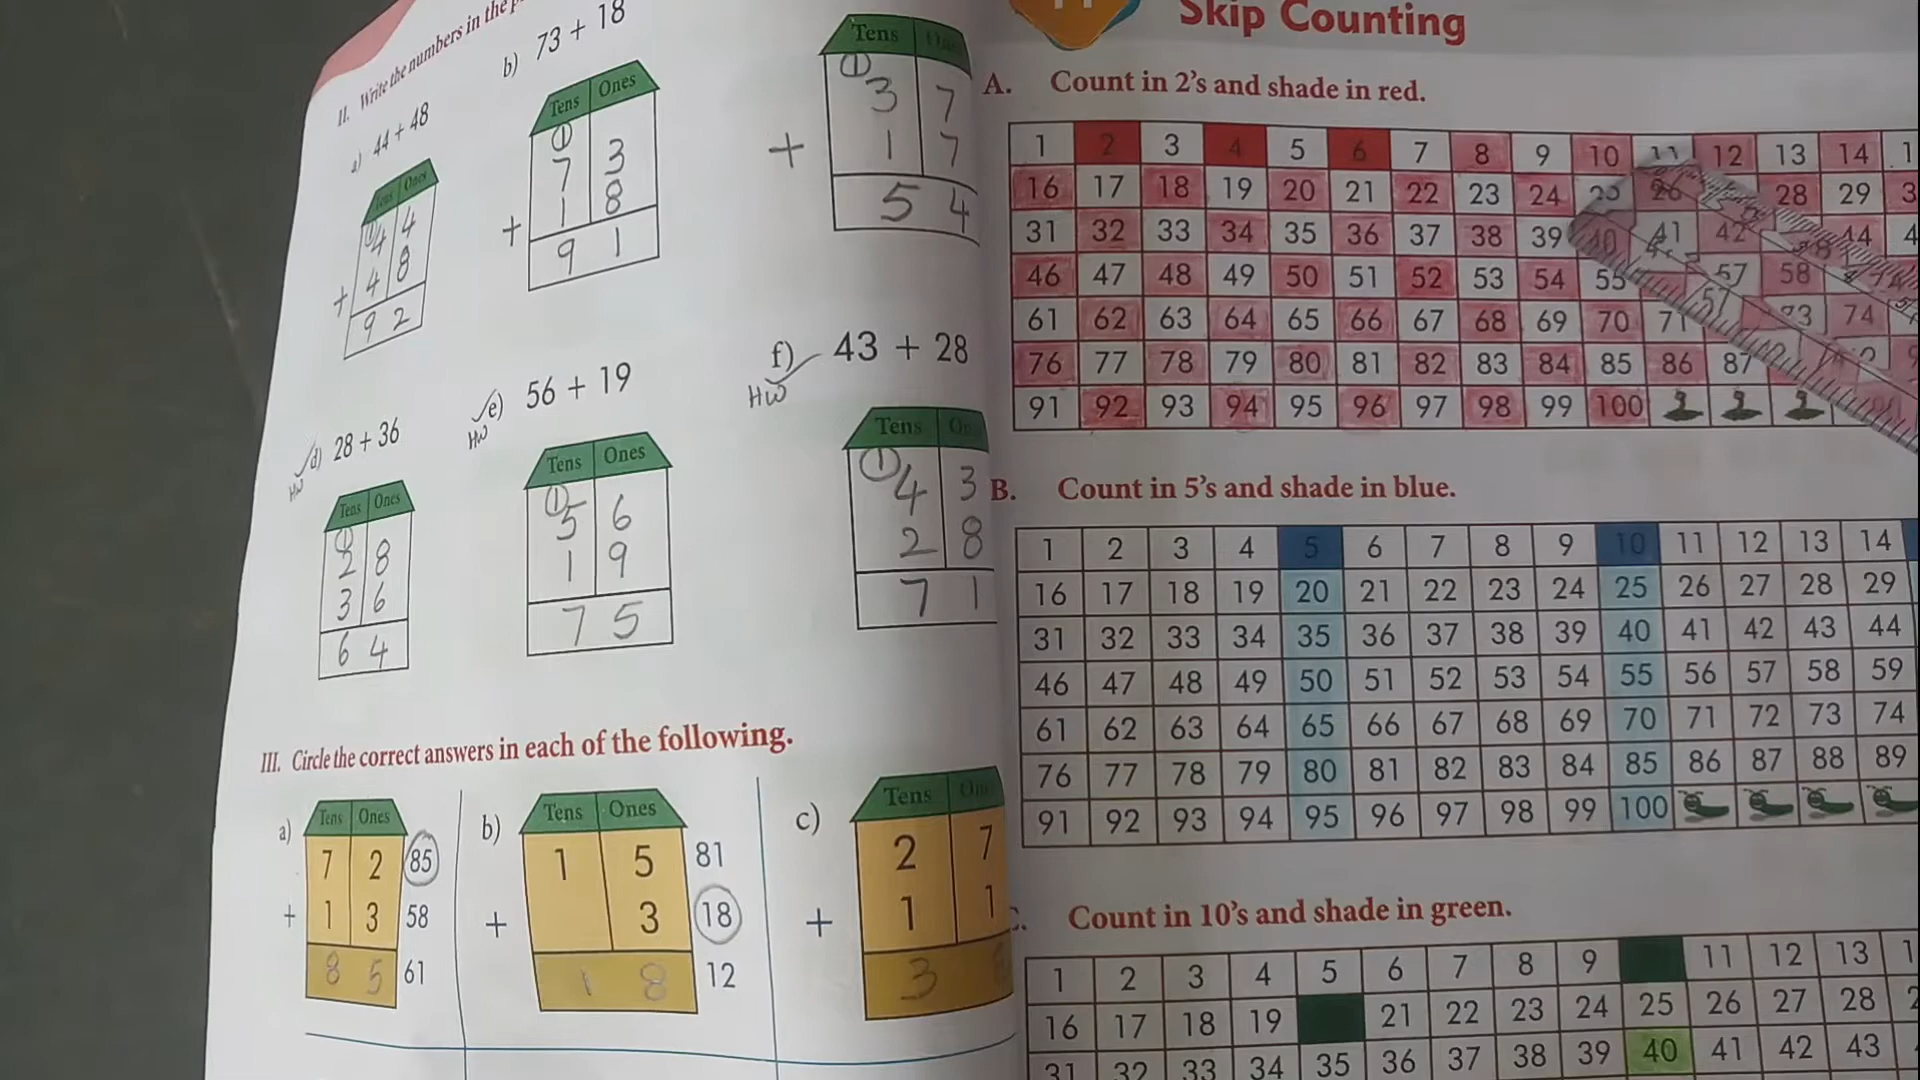 II. Write the numbers in the
a) 44 + 48
Tens Ones
1
4 4
+ 4 8
9 2
b) 73 + 18
Tens Ones
1
7 3
+ 1 8
9 1
Tens
1
3 7
+ 1 7
5 4
HW d) 28 + 36
Tens Ones
1
2 8
3 6
6 4
HW e) 56 + 19
Tens Ones
1
5 6
1 9
7 5
HW f) 43 + 28
Tens
1
4 3
2 8
7 1
III. Circle the correct answers in each of the following.
a) Tens Ones
7 2 85
+ 1 3 58
8 5 61
b) Tens Ones
1 5 81
+ 3 18
1 8 12
c) Tens
2 7
+ 1 1
3
Skip Counting
A. Count in 2's and shade in red.
1 2 3 4 5 6 7 8 9 10 11 12 13 14
16 17 18 19 20 21 22 23 24 25 26 28 29
31 32 33 34 35 36 37 38 39 40 41 42 44
46 47 48 49 50 51 52 53 54 55 57 58
61 62 63 64 65 66 67 68 69 70 71 73 74
76 77 78 79 80 81 82 83 84 85 86 87
91 92 93 94 95 96 97 98 99 100
B. Count in 5's and shade in blue.
1 2 3 4 5 6 7 8 9 10 11 12 13 14
16 17 18 19 20 21 22 23 24 25 26 27 28 29
31 32 33 34 35 36 37 38 39 40 41 42 43 44
46 47 48 49 50 51 52 53 54 55 56 57 58 59
61 62 63 64 65 66 67 68 69 70 71 72 73 74
76 77 78 79 80 81 82 83 84 85 86 87 88 89
91 92 93 94 95 96 97 98 99 100
C. Count in 10's and shade in green.
1 2 3 4 5 6 7 8 9 11 12 13
16 17 18 19 21 22 23 24 25 26 27 28
31 32 33 34 35 36 37 38 39 40 41 42 43